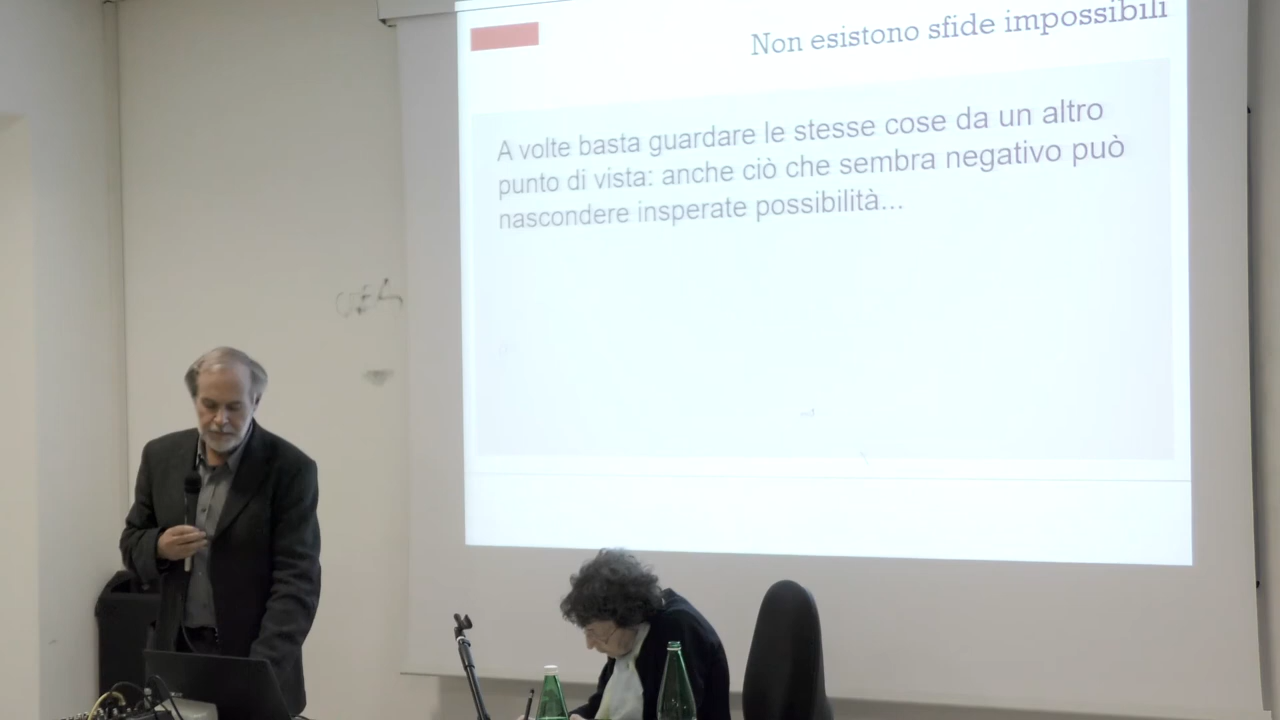 Non esistono sfide impossibili
A volte basta guardare le stesse cose da un altro
punto di vista: anche ciò che sembra negativo può
nascondere insperate possibilità...